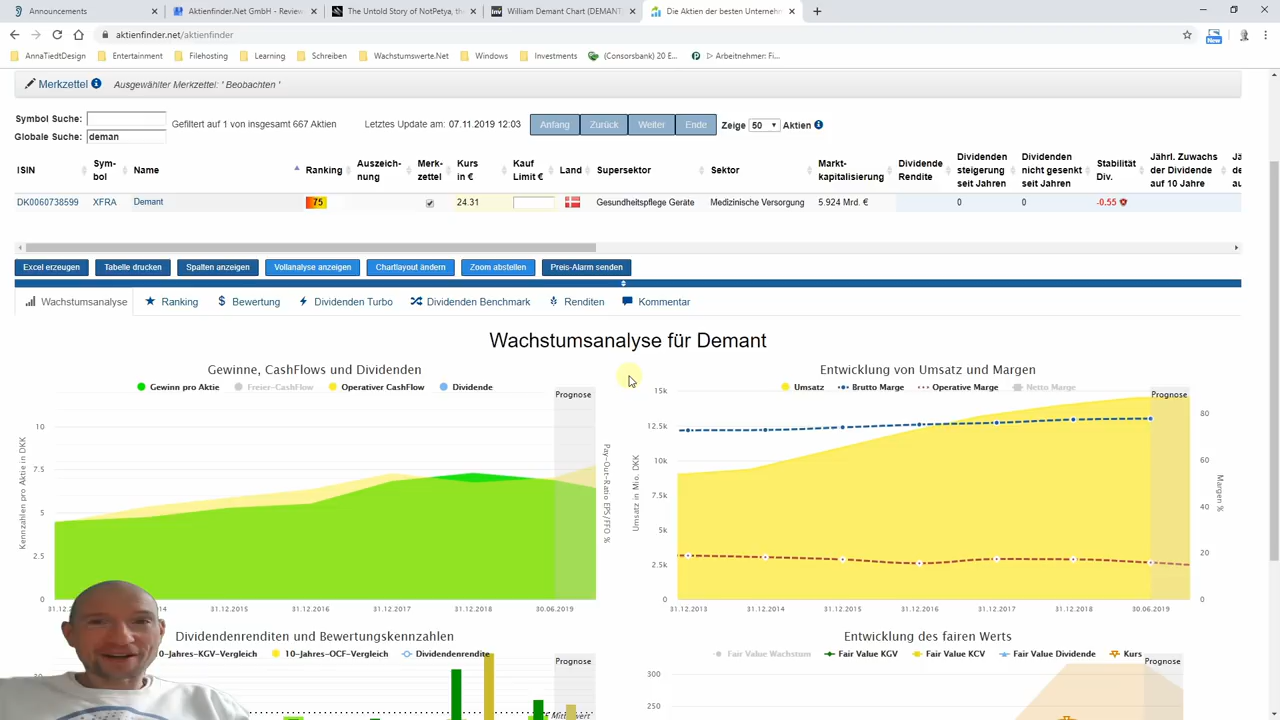 Announcements
Aktienfinder.Net GmbH - Review
The Untold Story of NotPetya, the
William Demant Chart (DEMANT
Die Aktien der besten Unternehm
aktienfinder.net/aktienfinder
AnnaTiedtDesign
Entertainment
Filehosting
Learning
Schreiben
Wachstumswerte.Net
Windows
Investments
(Consorsbank) 20 E...
▷ Arbeitnehmer: Fi...
Merkzettel Ausgewählter Merkzettel: ' Beobachten '
Symbol Suche:
Globale Suche: deman
Gefiltert auf 1 von insgesamt 667 Aktien
Letztes Update am: 07.11.2019 12:03
Anfang Zurück Weiter Ende
Zeige 50 Aktien
ISIN
Sym-
bol
Name
Ranking
Auszeich-
nung
Merk-
zettel
Kurs
in €
Kauf
Limit €
Land
Supersektor
Sektor
Markt-
kapitalisierung
Dividende
Rendite
Dividenden
steigerung
seit Jahren
Dividenden
nicht gesenkt
seit Jahren
Stabilität
Div.
Jährl. Zuwachs
der Dividende
auf 10 Jahre
DK0060738599 XFRA Demant 75 24.31 Gesundheitspflege Geräte Medizinische Versorgung 5.924 Mrd. € 0 0 -0.55
Excel erzeugen Tabelle drucken Spalten anzeigen Vollanalyse anzeigen Chartlayout ändern Zoom abstellen Preis-Alarm senden
Wachstumsanalyse Ranking Bewertung Dividenden Turbo Dividenden Benchmark Renditen Kommentar
Wachstumsanalyse für Demant
Gewinne, CashFlows und Dividenden
Gewinn pro Aktie Freier-CashFlow Operativer CashFlow Dividende
Prognose
Kennzahlen pro Aktie in DKK
10
7.5
5
2.5
0
Pay-Out-Ratio EPS/FFO %
31.12.2015 31.12.2016 31.12.2017 31.12.2018 30.06.2019
Entwicklung von Umsatz und Margen
Umsatz Brutto Marge Operative Marge Netto Marge
Prognose
Umsatz in Mio. DKK
15k
12.5k
10k
7.5k
5k
2.5k
0
80
60
40
20
0
Margen %
31.12.2013 31.12.2014 31.12.2015 31.12.2016 31.12.2017 31.12.2018 30.06.2019
Dividendenrenditen und Bewertungskennzahlen
10-Jahres-KGV-Vergleich 10-Jahres-OCF-Vergleich Dividendenrendite
Prognose
Entwicklung des fairen Werts
Fair Value Wachstum Fair Value KGV Fair Value KCV Fair Value Dividende Kurs
Prognose
300
250